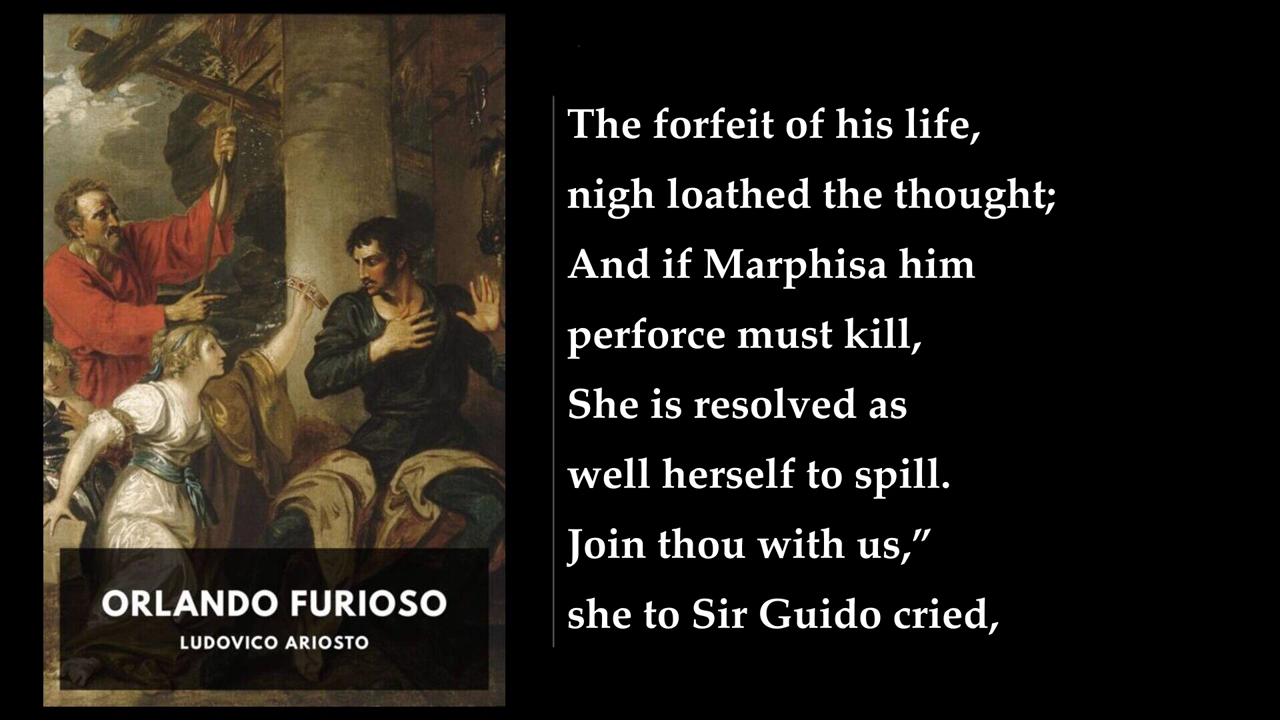 ORLANDO FURIOSO
LUDOVICO ARIOSTO
The forfeit of his life,
nigh loathed the thought;
And if Marphisa him
perforce must kill,
She is resolved as
well herself to spill.
Join thou with us,”
she to Sir Guido cried,